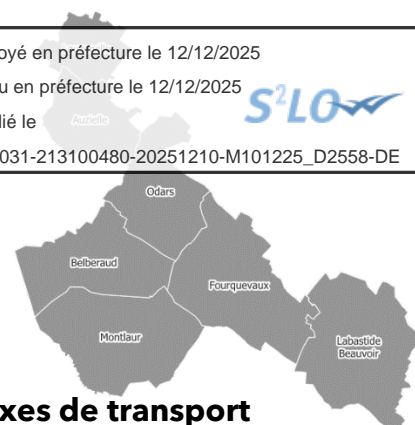 oyé en préfecture le 12/12/2025
u en préfecture le 12/12/2025
S²LO
lié le
Auzielle
031-213100480-20251210-M101225_D2558-DE
Odars
Belberaud
Fourquevaux
Montlaur
Labastide
Beauvoir
xes de transport